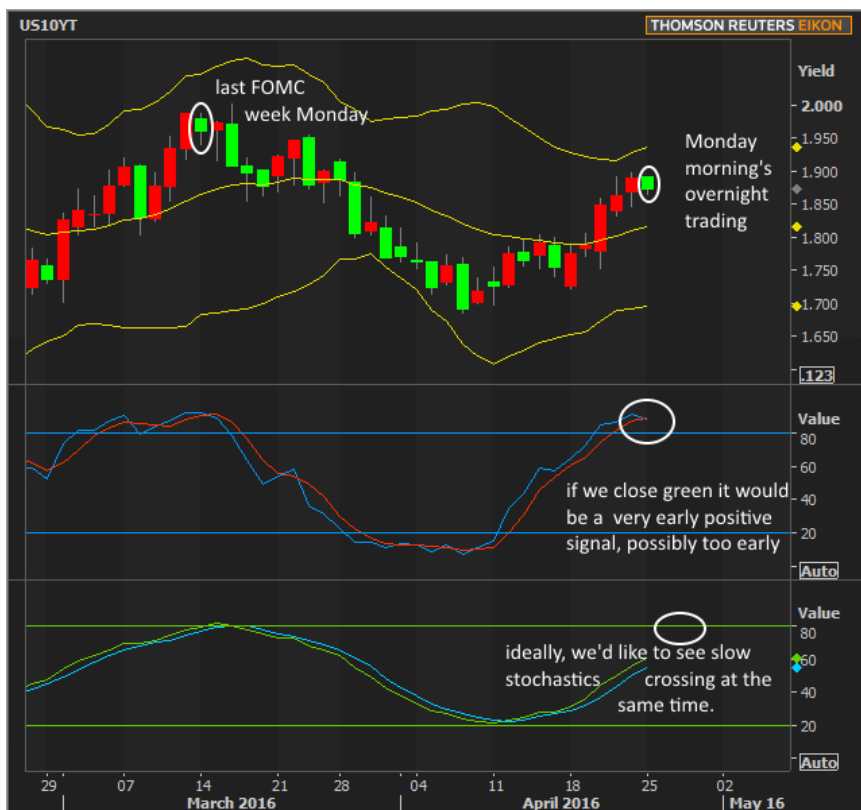 US10YT
THOMSON REUTERS EIKON
Yield
last FOMC
week Monday
2.000
1.950
Monday
morning's
overnight
trading
1.900
1.850
1.800
1.750
1.700
1.650
.123
Value
80
60
if we close green it would
be a very early positive
signal, possibly too early
40
20
Auto
Value
80
ideally, we'd like to see slow
stochastics crossing at the
same time.
60
40
20
Auto
29 07 14 21 28 04 11 18 25 02
March 2016 April 2016 May 16